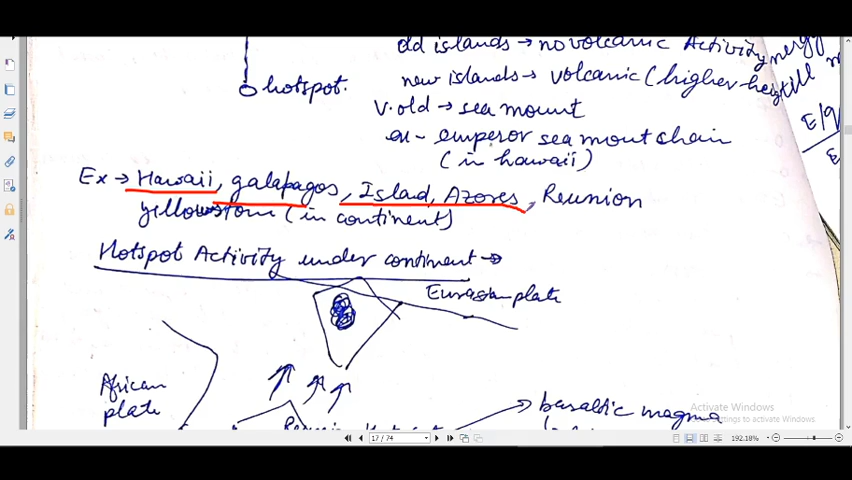 old islands → no volcanic Activity
new islands → volcanic (higher height
hotspot.
v.old → sea mount
ex- emperor sea mount chain
(in hawaii)
Ex → Hawaii, galapagos, Island, Azores, Reunion
yellowstone (in continent)
Hotspot Activity under continent →
Eurasian plate
African
plate
basaltic magma
Activate Windows
Settings to activate Windows.
17 / 74
192.18%